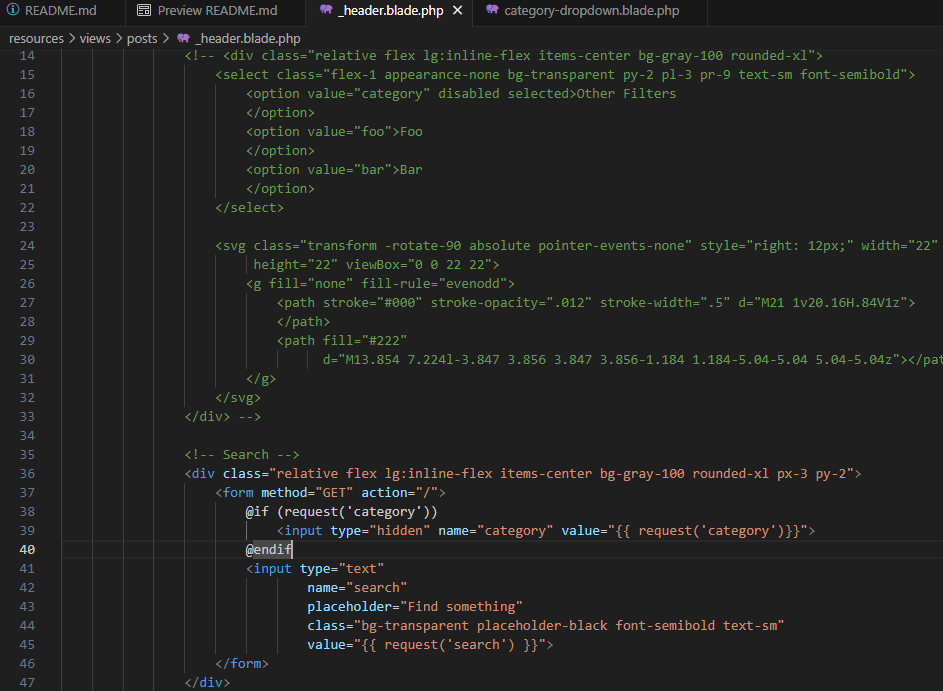 README.md Preview README.md _header.blade.php category-dropdown.blade.php
resources > views > posts > _header.blade.php
14 <!-- <div class="relative flex lg:inline-flex items-center bg-gray-100 rounded-xl">
15 <select class="flex-1 appearance-none bg-transparent py-2 pl-3 pr-9 text-sm font-semibold">
16 <option value="category" disabled selected>Other Filters
17 </option>
18 <option value="foo">Foo
19 </option>
20 <option value="bar">Bar
21 </option>
22 </select>
23
24 <svg class="transform -rotate-90 absolute pointer-events-none" style="right: 12px;" width="22"
25 height="22" viewBox="0 0 22 22">
26 <g fill="none" fill-rule="evenodd">
27 <path stroke="#000" stroke-opacity=".012" stroke-width=".5" d="M21 1v20.16H.84V1z">
28 </path>
29 <path fill="#222"
30 d="M13.854 7.224l-3.847 3.856 3.847 3.856-1.184 1.184-5.04-5.04 5.04-5.04z"></pat
31 </g>
32 </svg>
33 </div> -->
34
35 <!-- Search -->
36 <div class="relative flex lg:inline-flex items-center bg-gray-100 rounded-xl px-3 py-2">
37 <form method="GET" action="/">
38 @if (request('category'))
39 <input type="hidden" name="category" value="{{ request('category')}}">
40 @endif
41 <input type="text"
42 name="search"
43 placeholder="Find something"
44 class="bg-transparent placeholder-black font-semibold text-sm"
45 value="{{ request('search') }}">
46 </form>
47 </div>